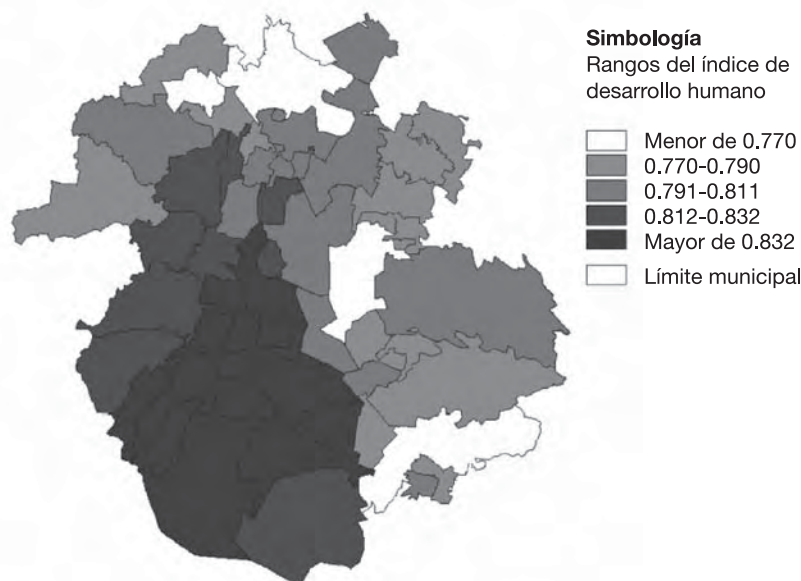 Simbología
Rangos del índice de
desarrollo humano
Menor de 0.770
0.770-0.790
0.791-0.811
0.812-0.832
Mayor de 0.832
Límite municipal